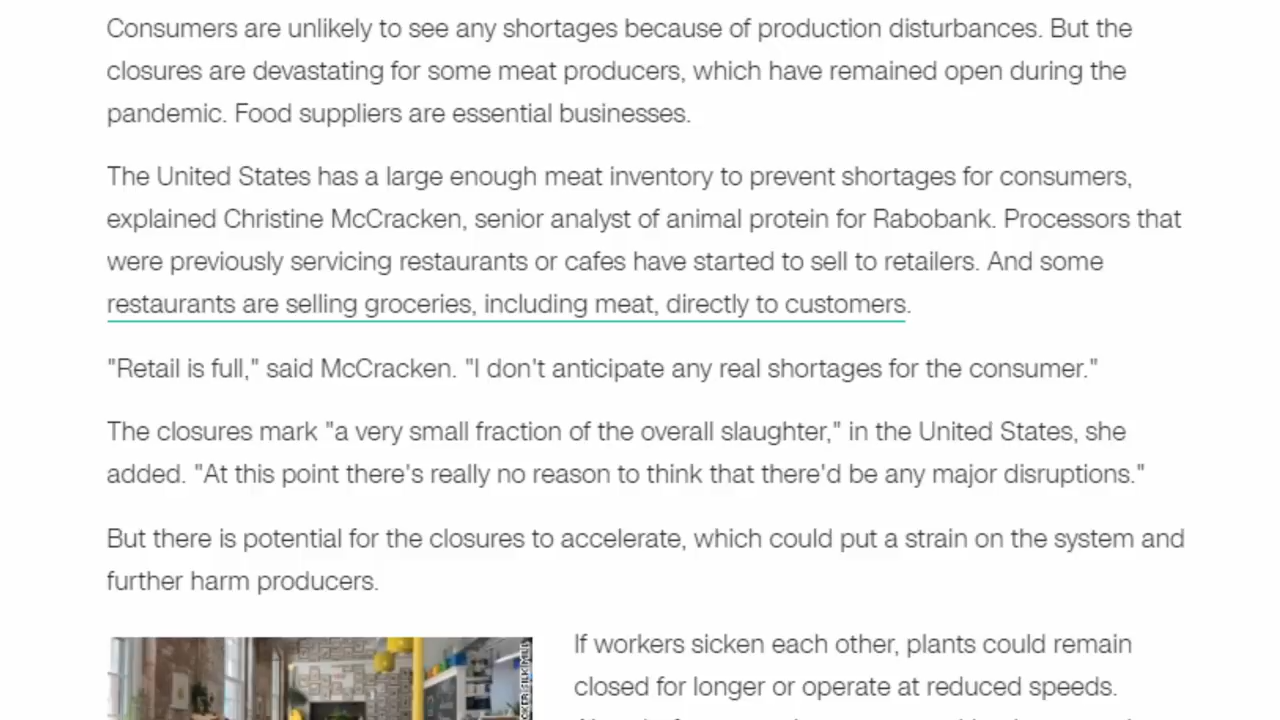 Consumers are unlikely to see any shortages because of production disturbances. But the
closures are devastating for some meat producers, which have remained open during the
pandemic. Food suppliers are essential businesses.
The United States has a large enough meat inventory to prevent shortages for consumers,
explained Christine McCracken, senior analyst of animal protein for Rabobank. Processors that
were previously servicing restaurants or cafes have started to sell to retailers. And some
restaurants are selling groceries, including meat, directly to customers.
"Retail is full," said McCracken. "I don't anticipate any real shortages for the consumer."
The closures mark "a very small fraction of the overall slaughter," in the United States, she
added. "At this point there's really no reason to think that there'd be any major disruptions."
But there is potential for the closures to accelerate, which could put a strain on the system and
further harm producers.
If workers sicken each other, plants could remain
closed for longer or operate at reduced speeds.